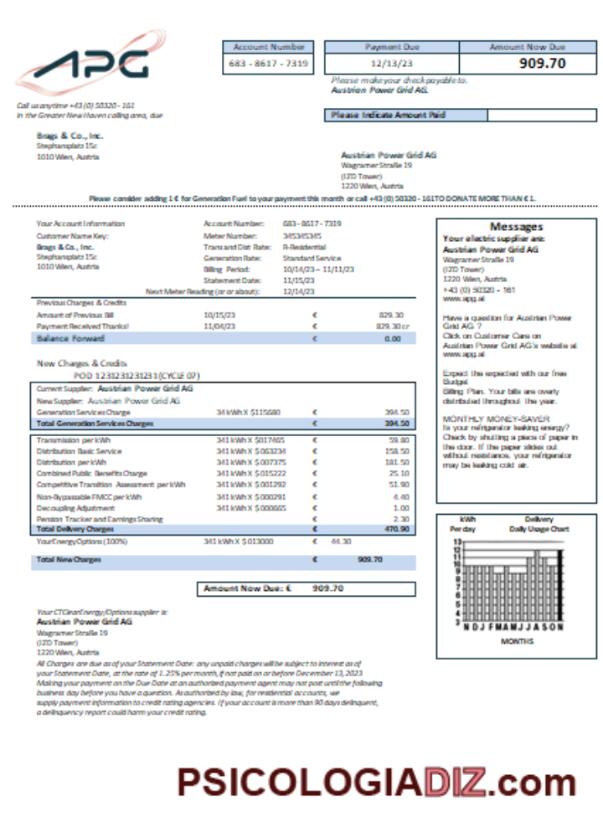 APG
Account Number
683 - 8617 - 7319
Payment Due
12/13/23
Amount Now Due
909.70
Please make your check payable to.
Austrian Power Grid AG.
Call us anytime +43 (0) 50320 - 161
In the Greater New Haven calling area, due
Please Indicate Amount Paid
Brags & Co., Inc.
Stephansplatz 15c
1010 Wien, Austria
Austrian Power Grid AG
Wagramer Straße 19
(IZD Tower)
1220 Wien, Austria
Please consider adding 1 € for Generation Fuel to your payment this month or call +43 (0) 50320 - 161TO DONATE MORE THAN € 1.
Your Account Information
Customer Name Key:
Brags & Co., Inc.
Stephansplatz 15c
1010 Wien, Austria
Account Number: 683 - 8617 - 7319
Meter Number: 345345345
Trans and Dist Rate: R-Residential
Generation Rate: Standard Service
Billing Period: 10/14/23 – 11/11/23
Statement Date: 11/15/23
Next Meter Reading (or or about): 12/14/23
Previous Charges & Credits
Amount of Previous Bill 10/15/23 € 829.30
Payment Received Thanks! 11/04/23 829.30 cr
Balance Forward € 0.00
New Charges & Credits
POD 1231231231231(CYCLE 07)
Current Supplier: Austrian Power Grid AG
New Supplier: Austrian Power Grid AG
Generation Services Charge 34 kWh X $115680 € 394.50
Total Generation Services Charges € 394.50
Transmission per kWh 341 kWh X $017465 € 59.80
Distribution Basic Service 341 kWh X $063234 € 158.50
Distribution per kWh 341 kWh X $007375 € 181.50
Combined Public Benefits Charge 341 kWh X $015222 € 25.10
Competitive Transition Assessment per kWh 341 kWh X $001292 € 51.90
Non-Bypassable FMCC per kWh 341 kWh X $000291 € 4.40
Decoupling Adjustment 341 kWh X $000665 € 1.00
Pension Tracker and Earnings Sharing € 2.30
Total Delivery Charges € 470.90
YourEnergyOptions (100%) 341 kWh X $013000 € 44.30
Total New Charges € 909.70
Amount Now Due: € 909.70
Your CTCleanEnergy/Options supplier is:
Austrian Power Grid AG
Wagramer Straße 19
(IZD Tower)
1220 Wien, Austria
All Charges are due as of your Statement Date: any unpaid charges will be subject to interest as of
your Statement Date, at the rate of 1.25% per month, if not paid on or before December 13, 2023
Making your payment on the Due Date at an authorized payment agent may not post until the following
business day before you have a question. As authorized by law, for residential accounts, we
supply payment information to credit rating agencies. If your account is more than 90 days delinquent,
a delinquency report could harm your credit rating.
Messages
Your electric supplier are:
Austrian Power Grid AG
Wagramer Straße 19
(IZD Tower)
1220 Wien, Austria
+43 (0) 50320 - 161
www.apg.at
Have a question for Austrian Power
Grid AG ?
Click on Customer Care on
Austrian Power Grid AG's website at
www.apg.at
Expect the expected with our free
Budget
Billing Plan. Your bills are overly
distributed throughout the year.
MONTHLY MONEY-SAVER
Is your refrigerator leaking energy?
Check by shutting a piece of paper in
the door. If the paper slides out
without resistance, your refrigerator
may be leaking cold air.
kWh
Per day
Delivery
Daily Usage Chart
13
12
11
10
9
8
7
6
5
4
3
N D J F M A M J J A S O N
MONTHS
PSICOLOGIADIZ.com